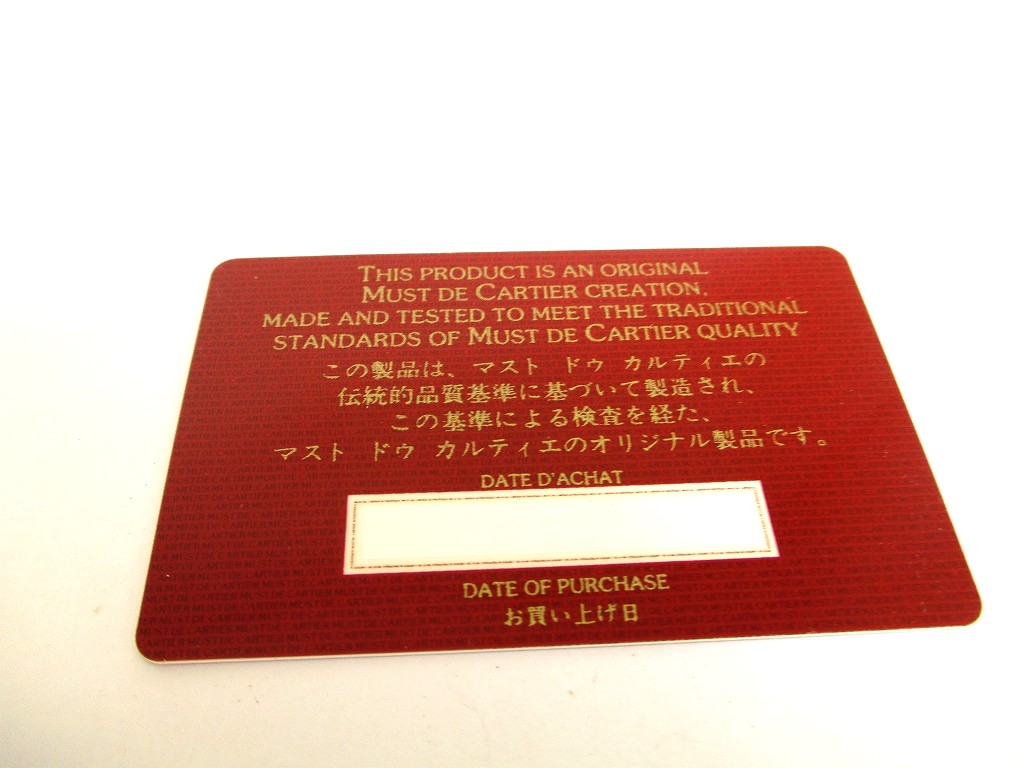 THIS PRODUCT IS AN ORIGINAL
MUST DE CARTIER CREATION,
MADE AND TESTED TO MEET THE TRADITIONAL
STANDARDS OF MUST DE CARTIER QUALITY
この製品は、マスト ドゥ カルティエの
伝統的品質基準に基づいて製造され、
この基準による検査を経た、
マスト ドゥ カルティエのオリジナル製品です。
DATE D'ACHAT
DATE OF PURCHASE
お買い上げ日